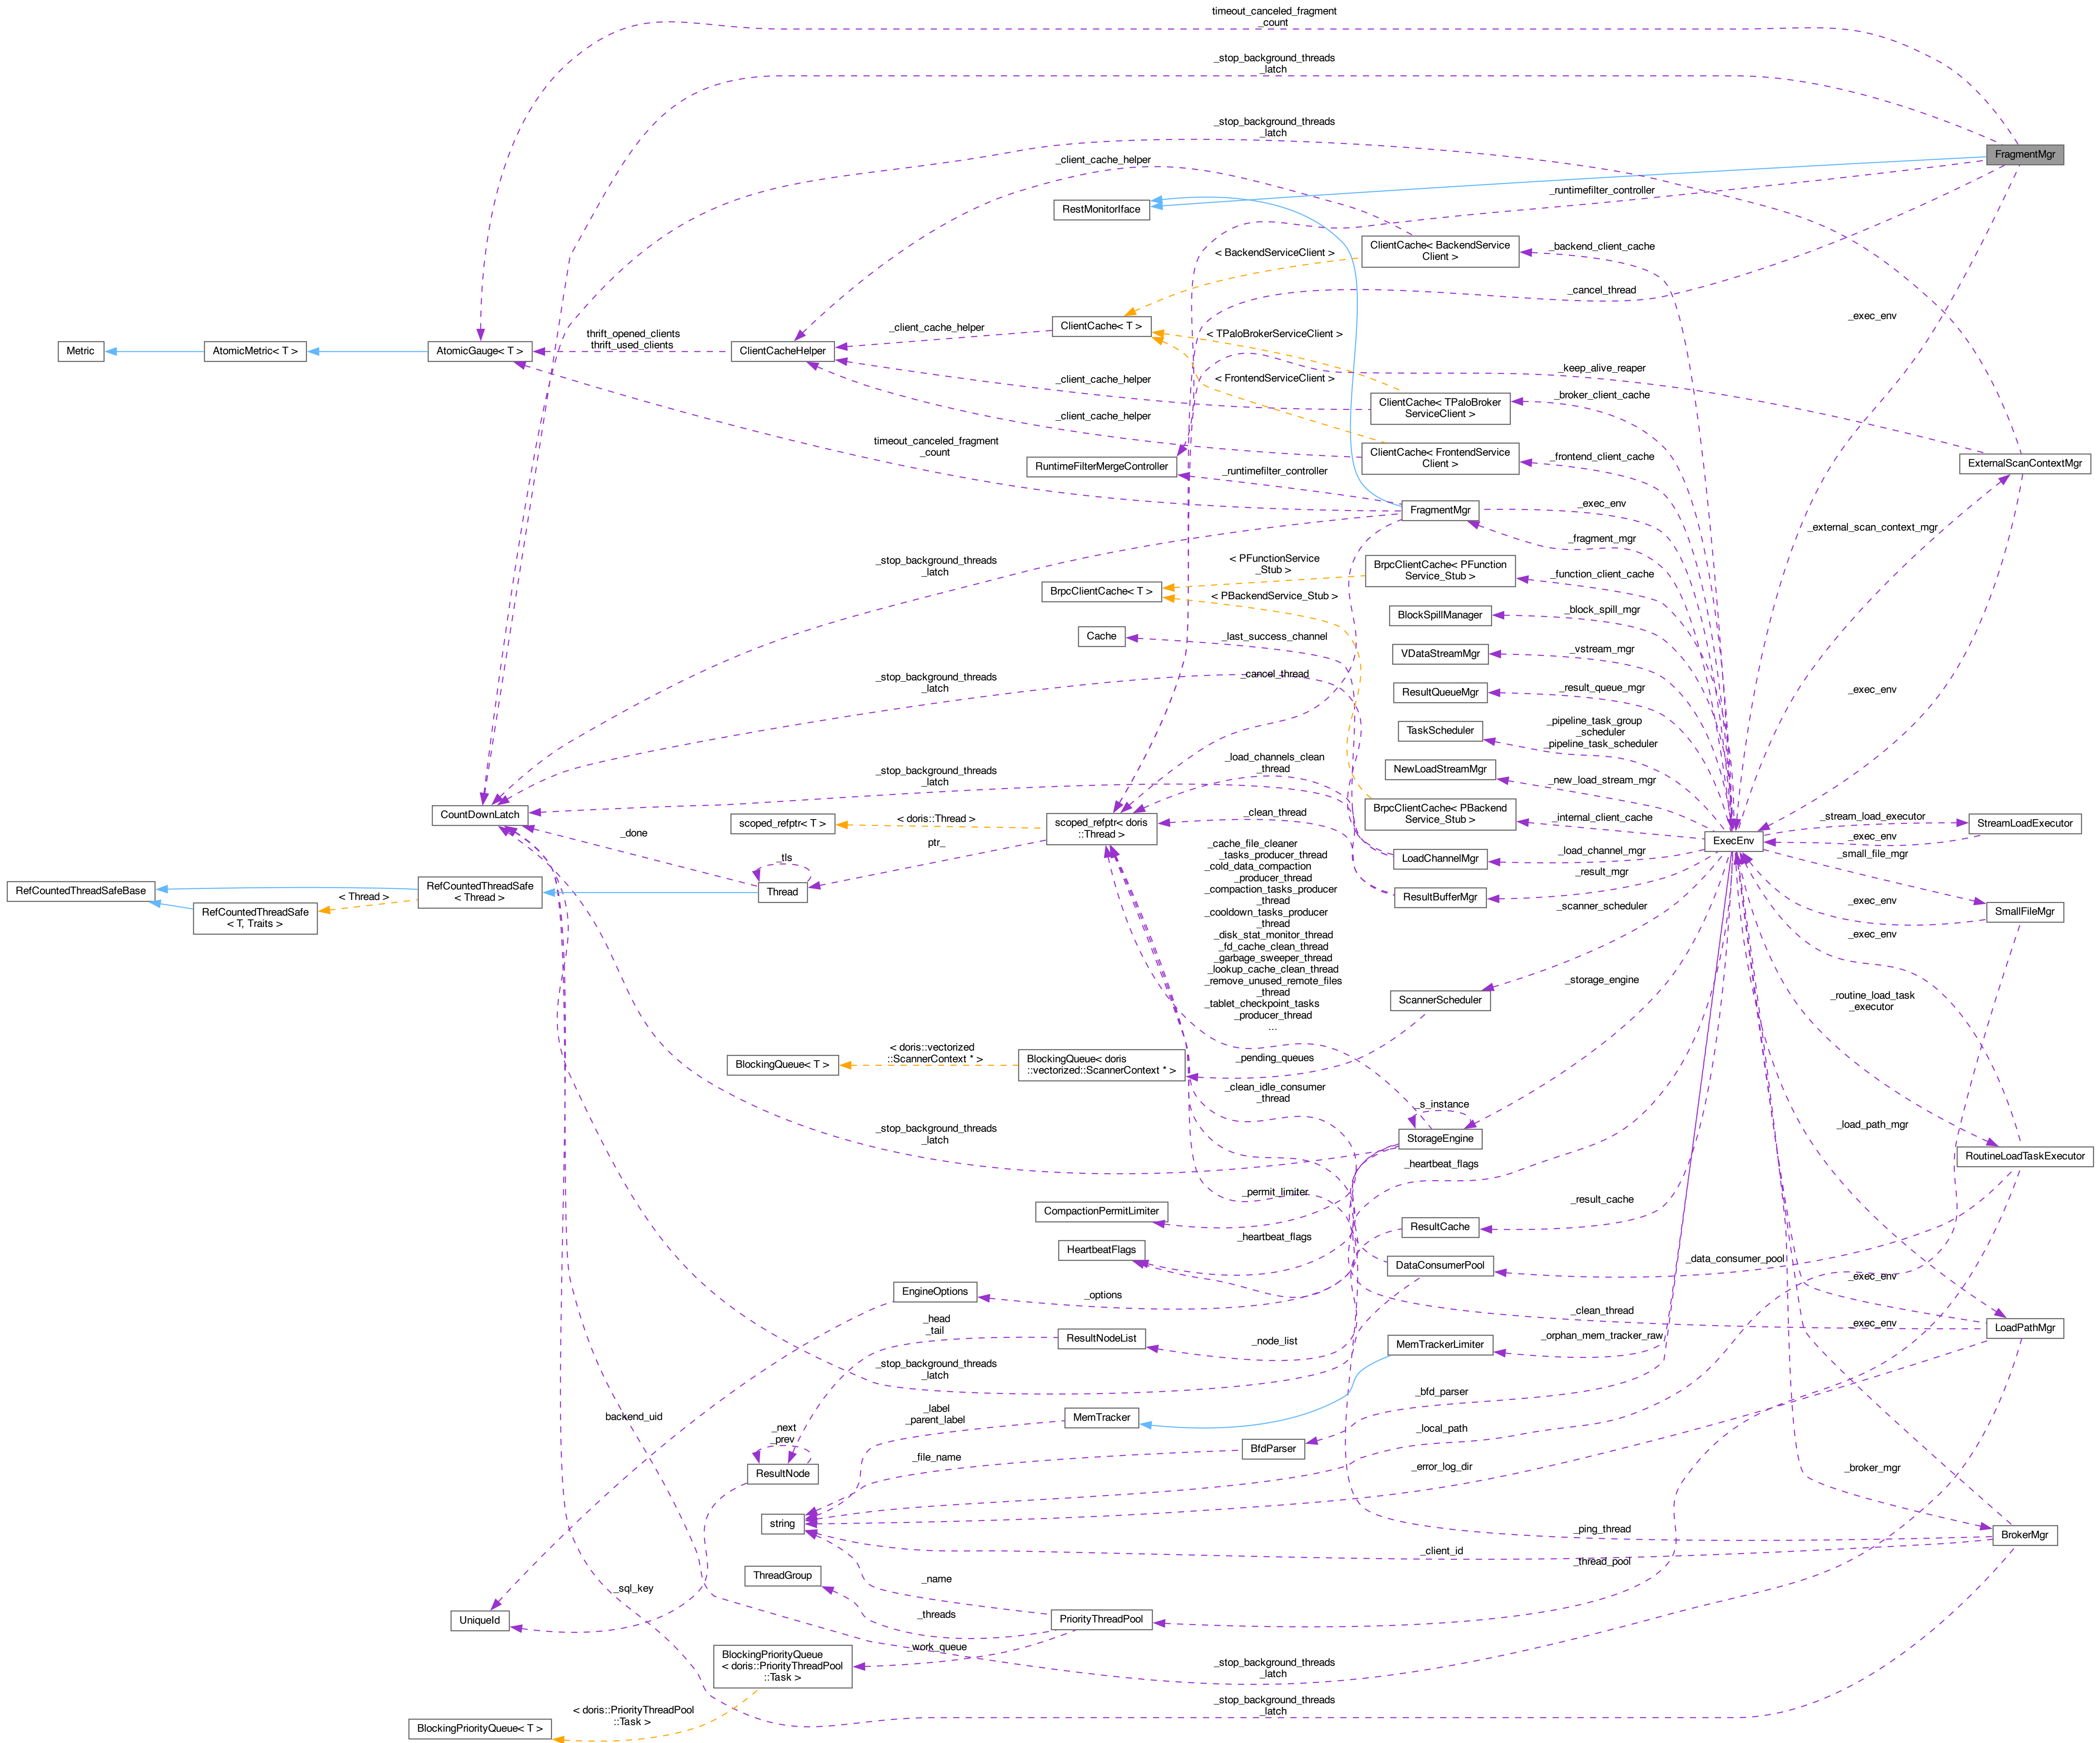 timeout_canceled_fragment
_count
_stop_background_threads
_latch
_stop_background_threads
_latch
FragmentMgr
_client_cache_helper
_runtimefilter_controller
RestMonitorIface
ClientCache< BackendService
Client >
_backend_client_cache
< BackendServiceClient >
_cancel_thread
_exec_env
ClientCache< T >
_client_cache_helper
< TPaloBrokerServiceClient >
thrift_opened_clients
thrift_used_clients
Metric
AtomicMetric< T >
AtomicGauge< T >
ClientCacheHelper
_keep_alive_reaper
_client_cache_helper
< FrontendServiceClient >
_broker_client_cache
ClientCache< TPaloBroker
ServiceClient >
_client_cache_helper
timeout_canceled_fragment
_count
ClientCache< FrontendService
Client >
_frontend_client_cache
RuntimeFilterMergeController
_runtimefilter_controller
ExternalScanContextMgr
FragmentMgr
_exec_env
_external_scan_context_mgr
_fragment_mgr
_stop_background_threads
_latch
< PFunctionService
_Stub >
BrpcClientCache< PFunction
Service_Stub >
_function_client_cache
BrpcClientCache< T >
< PBackendService_Stub >
BlockSpillManager
_block_spill_mgr
Cache
_last_success_channel
VDataStreamMgr
_vstream_mgr
_stop_background_threads
_latch
_cancel_thread
ResultQueueMgr
_result_queue_mgr
_exec_env
TaskScheduler
_pipeline_task_group
_scheduler
_pipeline_task_scheduler
_load_channels_clean
_thread
NewLoadStreamMgr
_new_load_stream_mgr
_stop_background_threads
_latch
CountDownLatch
scoped_refptr< T >
< doris::Thread >
scoped_refptr< doris
::Thread >
_clean_thread
BrpcClientCache< PBackend
Service_Stub >
_internal_client_cache
ExecEnv
_stream_load_executor
_exec_env
StreamLoadExecutor
_done
ptr_
_tls
Thread
_cache_file_cleaner
_tasks_producer_thread
_cold_data_compaction
_producer_thread
_compaction_tasks_producer
_thread
_cooldown_tasks_producer
_thread
_disk_stat_monitor_thread
_fd_cache_clean_thread
_garbage_sweeper_thread
_lookup_cache_clean_thread
_remove_unused_remote_files
_thread
_tablet_checkpoint_tasks
_producer_thread
...
LoadChannelMgr
_load_channel_mgr
_small_file_mgr
_result_mgr
ResultBufferMgr
RefCountedThreadSafeBase
RefCountedThreadSafe
< Thread >
< Thread >
RefCountedThreadSafe
< T, Traits >
_scanner_scheduler
_exec_env
SmallFileMgr
_exec_env
_storage_engine
ScannerScheduler
_routine_load_task
_executor
BlockingQueue< T >
< doris::vectorized
::ScannerContext * >
BlockingQueue< doris
::vectorized::ScannerContext * >
_pending_queues
_clean_idle_consumer
_thread
_s_instance
StorageEngine
_load_path_mgr
_stop_background_threads
_latch
_heartbeat_flags
RoutineLoadTaskExecutor
_permit_limiter
CompactionPermitLimiter
_result_cache
ResultCache
_heartbeat_flags
HeartbeatFlags
DataConsumerPool
_data_consumer_pool
_exec_env
EngineOptions
_options
_clean_thread
_exec_env
LoadPathMgr
_head
_tail
ResultNodeList
_node_list
_orphan_mem_tracker_raw
MemTrackerLimiter
_stop_background_threads
_latch
_bfd_parser
backend_uid
_label
_parent_label
MemTracker
_local_path
_next
_prev
ResultNode
_file_name
BfdParser
_error_log_dir
_broker_mgr
string
_ping_thread
BrokerMgr
_client_id
_thread_pool
ThreadGroup
_name
_sql_key
_threads
UniqueId
PriorityThreadPool
_work_queue
BlockingPriorityQueue
< doris::PriorityThreadPool
::Task >
_stop_background_threads
_latch
_stop_background_threads
_latch
< doris::PriorityThreadPool
::Task >
BlockingPriorityQueue< T >